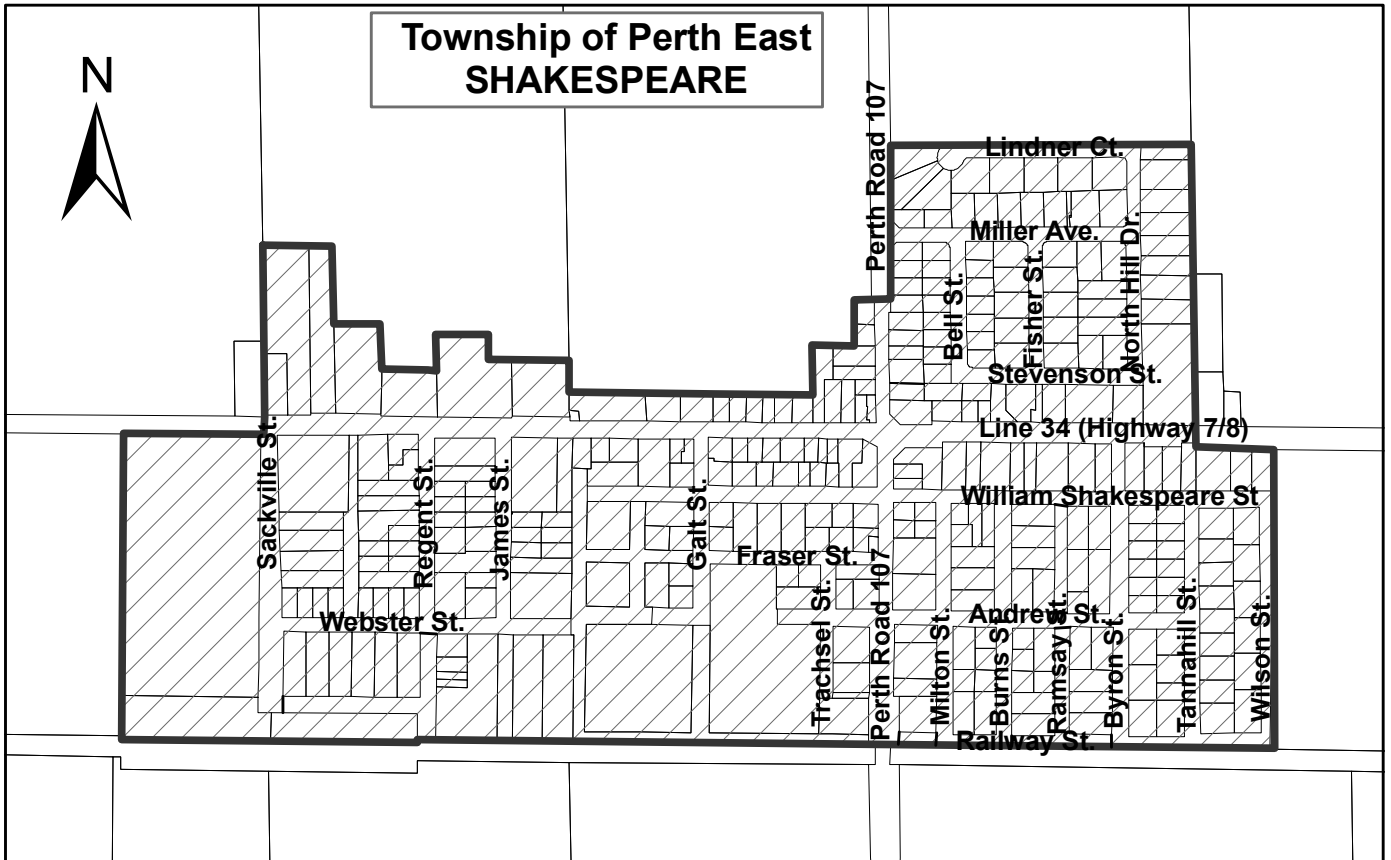 Township of Perth East
SHAKESPEARE
N
Perth Road 107
Lindner Ct.
Miller Ave.
Bell St.
Fisher St.
North Hill Dr.
Stevenson St.
Line 34 (Highway 7/8)
Sackville St.
Regent St.
James St.
Galt St.
William Shakespeare St
Fraser St.
Webster St.
Trachsel St.
Perth Road 107
Andrew St.
Milton St.
Burns St.
Ramsay St.
Byron St.
Tannahill St.
Wilson St.
Railway St.